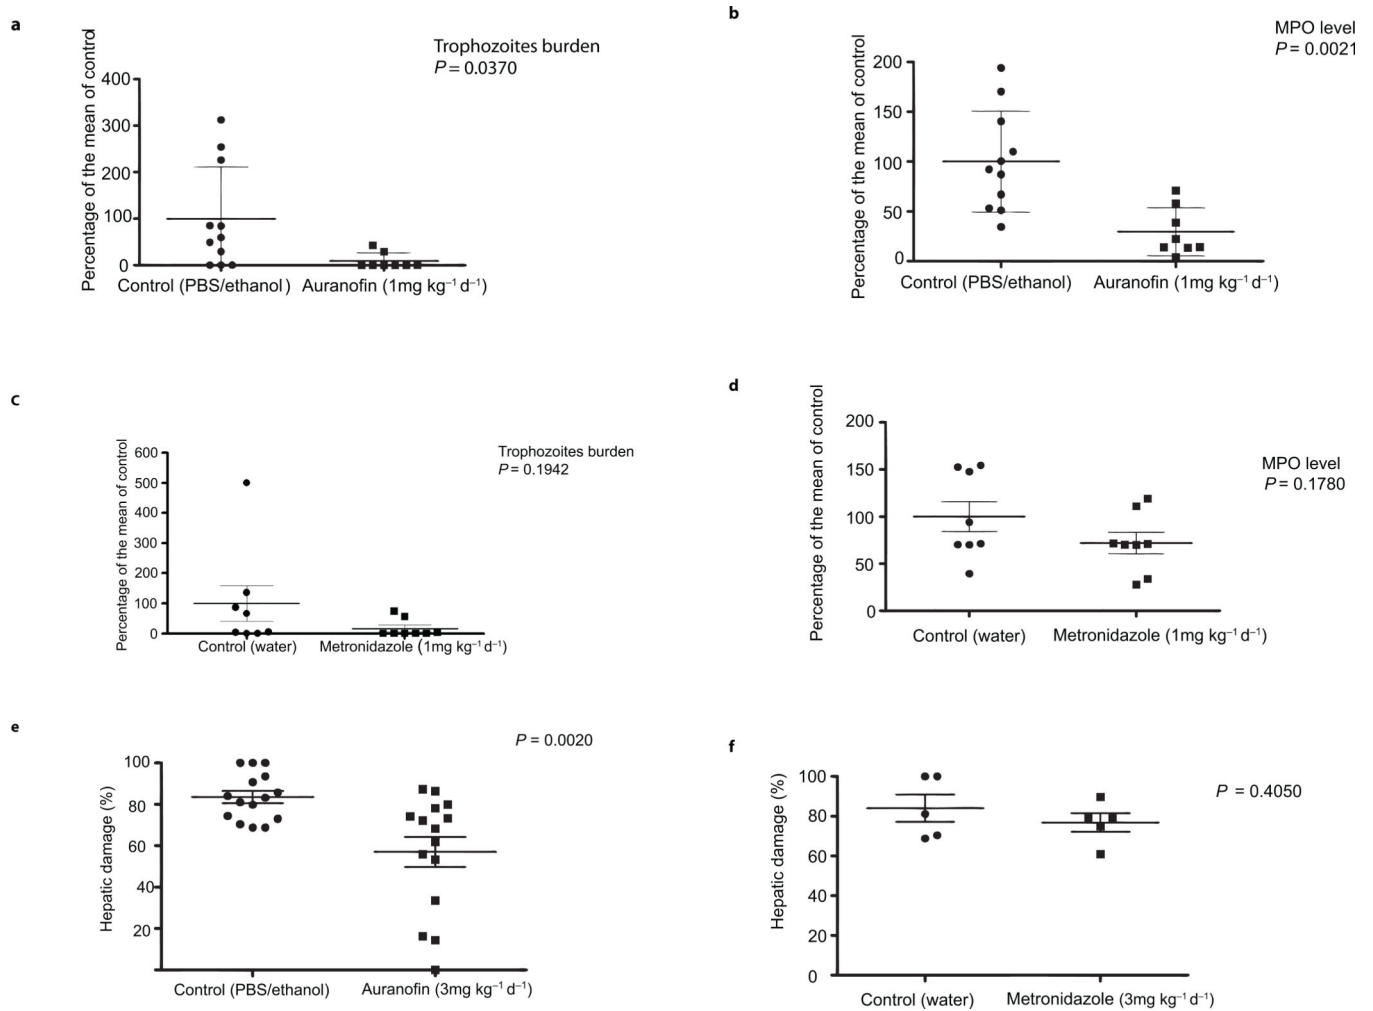 a
Trophozoites burden
P = 0.0370
Percentage of the mean of control
400
300
200
100
0
Control (PBS/ethanol)
Auranofin (1mg kg⁻¹ d⁻¹)
b
MPO level
P = 0.0021
Percentage of the mean of control
200
150
100
50
0
Control (PBS/ethanol)
Auranofin (1mg kg⁻¹ d⁻¹)
c
Trophozoites burden
P = 0.1942
Percentage of the mean of control
600
500
400
300
200
100
0
Control (water)
Metronidazole (1mg kg⁻¹ d⁻¹)
d
MPO level
P = 0.1780
Percentage of the mean of control
200
150
100
50
0
Control (water)
Metronidazole (1mg kg⁻¹ d⁻¹)
e
P = 0.0020
Hepatic damage (%)
100
80
60
40
20
Control (PBS/ethanol)
Auranofin (3mg kg⁻¹ d⁻¹)
f
P = 0.4050
Hepatic damage (%)
100
80
60
40
20
0
Control (water)
Metronidazole (3mg kg⁻¹ d⁻¹)